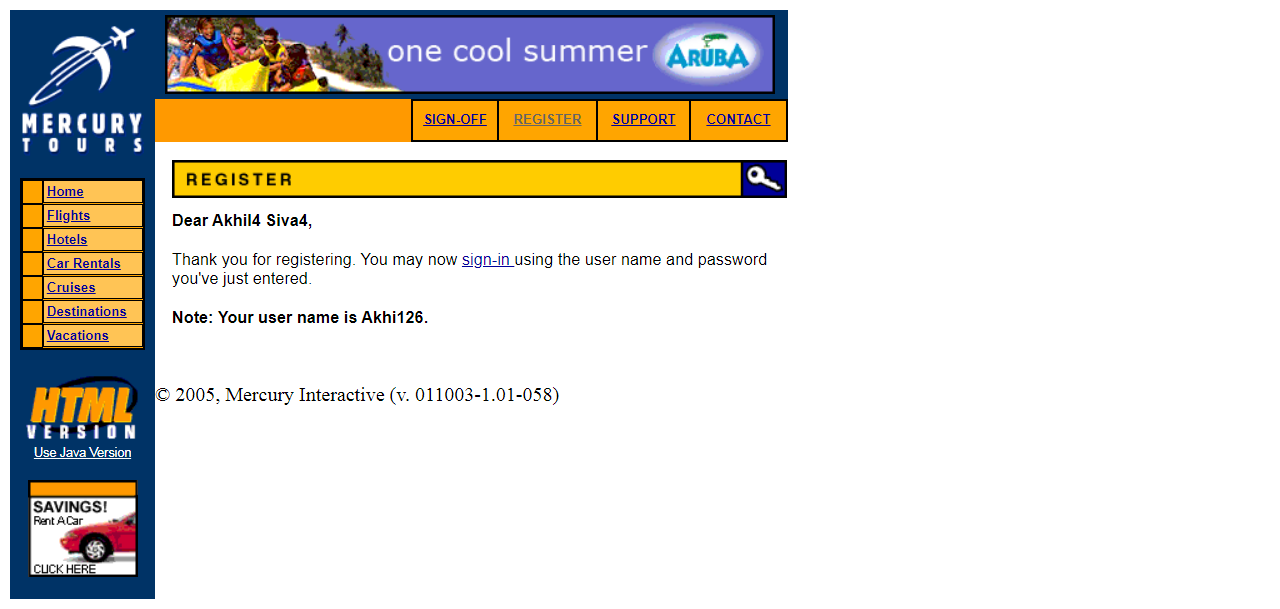 one cool summer
ARUBA
MERCURY
TOURS
SIGN-OFF REGISTER SUPPORT CONTACT
REGISTER
Home
Flights
Hotels
Car Rentals
Cruises
Destinations
Vacations
Dear Akhil4 Siva4,
Thank you for registering. You may now sign-in using the user name and password
you've just entered.
Note: Your user name is Akhi126.
HTML
VERSION
Use Java Version
© 2005, Mercury Interactive (v. 011003-1.01-058)
SAVINGS!
Rent A Car
CLICK HERE